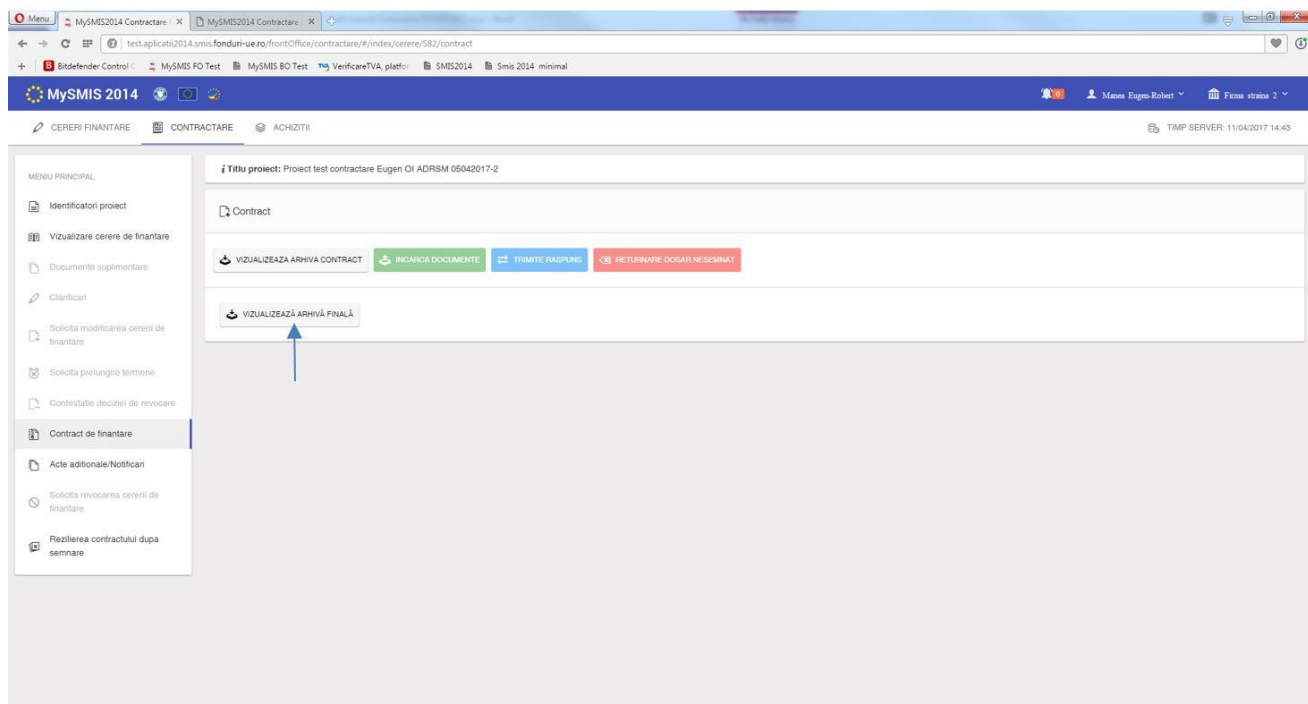 Menu
MySMIS2014 Contractare
MySMIS2014 Contractare
test.aplicatii2014.smis.fonduri-ue.ro/frontOffice/contractare/#/index/cerere/582/contract
Bitdefender Control C
MySMIS FO Test
MySMIS BO Test
VerificareTVA, platfor
SMIS2014
Smis 2014 minimal
MySMIS 2014
0
Manea Eugen-Robert
Firma straina 2
CERERI FINANTARE
CONTRACTARE
ACHIZITII
TIMP SERVER: 11/04/2017 14:43
MENIU PRINCIPAL
Identificatori proiect
Vizualizare cerere de finantare
Documente suplimentare
Clarificari
Solicita modificarea cererii de
finantare
Solicita prelungire termene
Contestatie deciziei de revocare
Contract de finantare
Acte aditionale/Notificari
Solicita revocarea cererii de
finantare
Rezilierea contractului dupa
semnare
i Titlu proiect: Proiect test contractare Eugen OI ADRSM 05042017-2
Contract
VIZUALIZEAZA ARHIVA CONTRACT
INCARCA DOCUMENTE
TRIMITE RASPUNS
RETURNARE DOSAR NESEMNAT
VIZUALIZEAZĂ ARHIVĂ FINALĂ